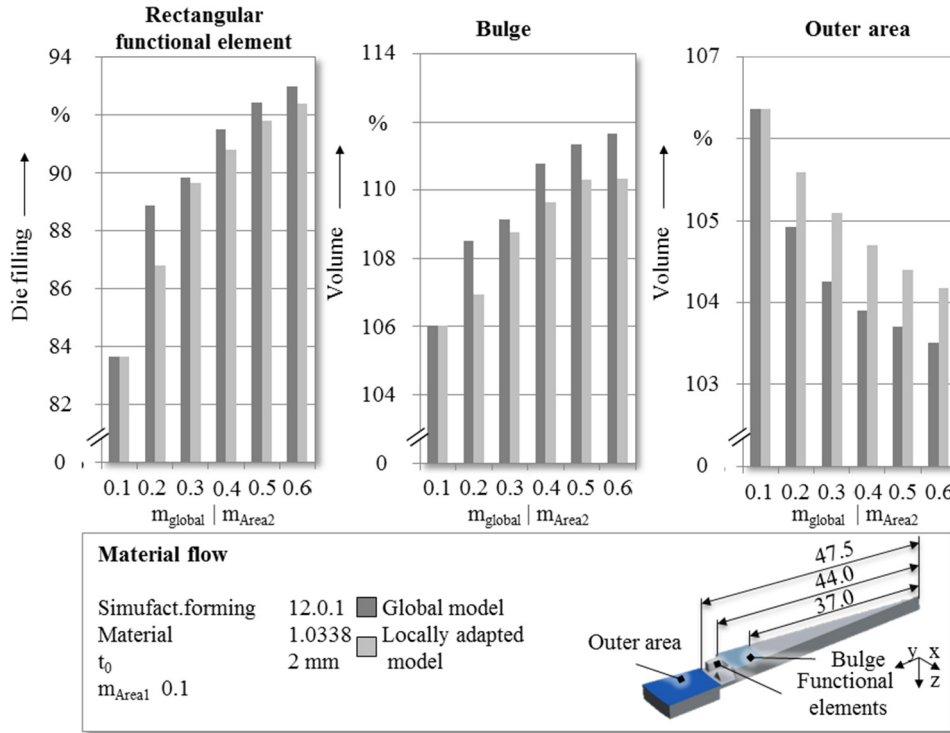 Rectangular
functional element
Die filling
94
%
90
88
86
84
82
0
0.1 0.2 0.3 0.4 0.5 0.6
mglobal | mArea2
Bulge
Volume
114
%
110
108
106
104
0
0.1 0.2 0.3 0.4 0.5 0.6
mglobal | mArea2
Outer area
Volume
107
%
105
104
103
0
0.1 0.2 0.3 0.4 0.5 0.6
mglobal | mArea2
Material flow
Simufact.forming 12.0.1
Material 1.0338
t0 2 mm
mArea1 0.1
Global model
Locally adapted
model
47.5
44.0
37.0
Outer area
Bulge
Functional
elements
y x
z